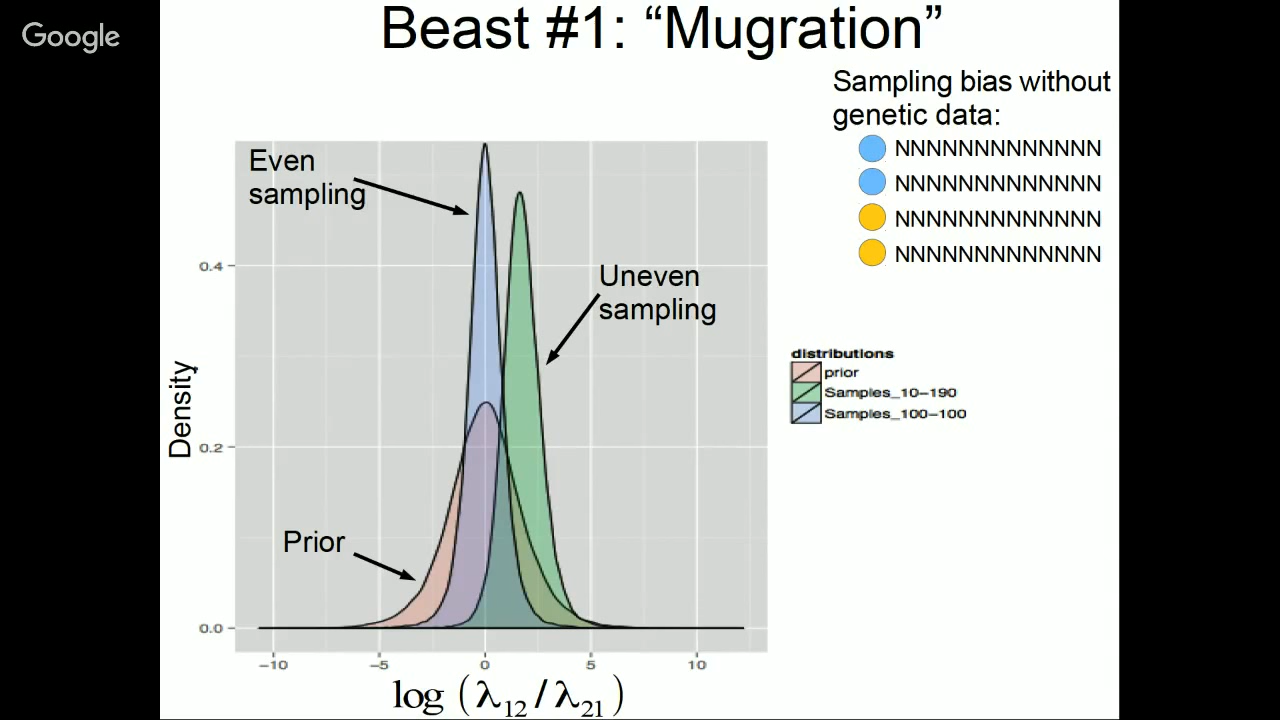 Google
Beast #1: “Mugration”
Sampling bias without
genetic data:
NNNNNNNNNNNNN
NNNNNNNNNNNNN
NNNNNNNNNNNNN
NNNNNNNNNNNNN
Even
sampling
Uneven
sampling
Prior
Density
0.4
0.2
0.0
−10
−5
0
5
10
log (λ12 / λ21)
distributions
prior
Samples_10−190
Samples_100−100